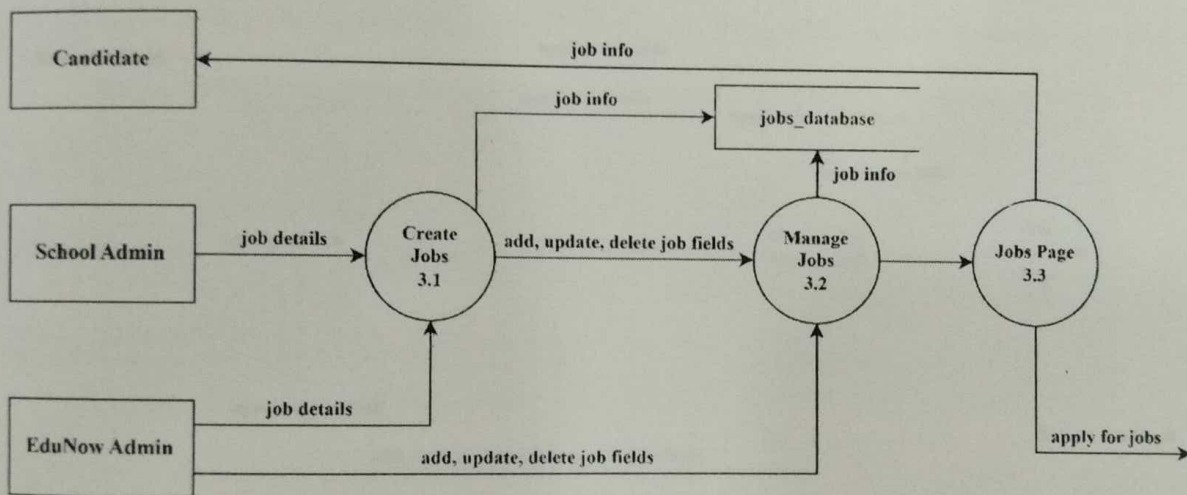 job info
Candidate
job info
jobs_database
job info
School Admin
job details
Create
Jobs
3.1
add, update, delete job fields
Manage
Jobs
3.2
Jobs Page
3.3
job details
EduNow Admin
add, update, delete job fields
apply for jobs